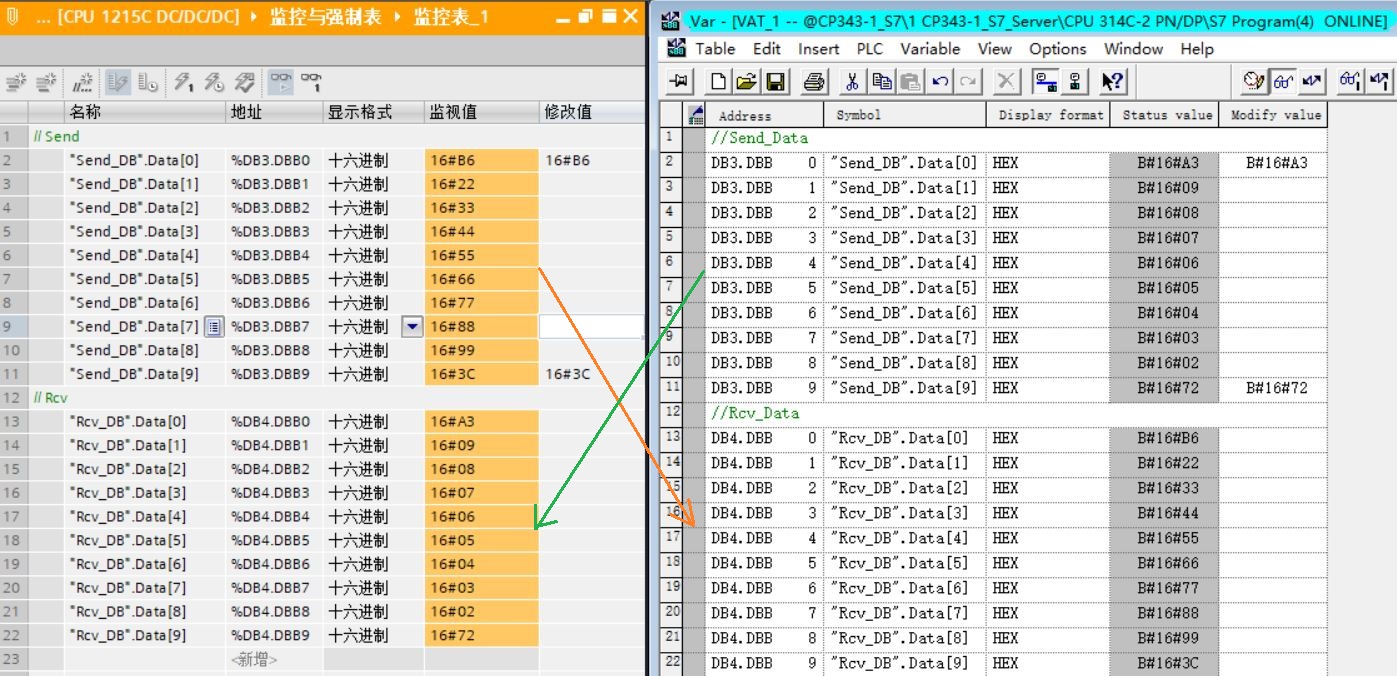 ... [CPU 1215C DC/DC/DC] 监控与强制表 监控表_1
名称 地址 显示格式 监视值 修改值
1 // Send
2 "Send_DB".Data[0] %DB3.DBB0 十六进制 16#B6 16#B6
3 "Send_DB".Data[1] %DB3.DBB1 十六进制 16#22
4 "Send_DB".Data[2] %DB3.DBB2 十六进制 16#33
5 "Send_DB".Data[3] %DB3.DBB3 十六进制 16#44
6 "Send_DB".Data[4] %DB3.DBB4 十六进制 16#55
7 "Send_DB".Data[5] %DB3.DBB5 十六进制 16#66
8 "Send_DB".Data[6] %DB3.DBB6 十六进制 16#77
9 "Send_DB".Data[7] %DB3.DBB7 十六进制 16#88
10 "Send_DB".Data[8] %DB3.DBB8 十六进制 16#99
11 "Send_DB".Data[9] %DB3.DBB9 十六进制 16#3C 16#3C
12 // Rcv
13 "Rcv_DB".Data[0] %DB4.DBB0 十六进制 16#A3
14 "Rcv_DB".Data[1] %DB4.DBB1 十六进制 16#09
15 "Rcv_DB".Data[2] %DB4.DBB2 十六进制 16#08
16 "Rcv_DB".Data[3] %DB4.DBB3 十六进制 16#07
17 "Rcv_DB".Data[4] %DB4.DBB4 十六进制 16#06
18 "Rcv_DB".Data[5] %DB4.DBB5 十六进制 16#05
19 "Rcv_DB".Data[6] %DB4.DBB6 十六进制 16#04
20 "Rcv_DB".Data[7] %DB4.DBB7 十六进制 16#03
21 "Rcv_DB".Data[8] %DB4.DBB8 十六进制 16#02
22 "Rcv_DB".Data[9] %DB4.DBB9 十六进制 16#72
23 <新增>
Var - [VAT_1 -- @CP343-1_S7\1 CP343-1_S7_Server\CPU 314C-2 PN/DP\S7 Program(4) ONLINE]
Table Edit Insert PLC Variable View Options Window Help
Address Symbol Display format Status value Modify value
1 //Send_Data
2 DB3.DBB 0 "Send_DB".Data[0] HEX B#16#A3 B#16#A3
3 DB3.DBB 1 "Send_DB".Data[1] HEX B#16#09
4 DB3.DBB 2 "Send_DB".Data[2] HEX B#16#08
5 DB3.DBB 3 "Send_DB".Data[3] HEX B#16#07
6 DB3.DBB 4 "Send_DB".Data[4] HEX B#16#06
7 DB3.DBB 5 "Send_DB".Data[5] HEX B#16#05
8 DB3.DBB 6 "Send_DB".Data[6] HEX B#16#04
9 DB3.DBB 7 "Send_DB".Data[7] HEX B#16#03
10 DB3.DBB 8 "Send_DB".Data[8] HEX B#16#02
11 DB3.DBB 9 "Send_DB".Data[9] HEX B#16#72 B#16#72
12 //Rcv_Data
13 DB4.DBB 0 "Rcv_DB".Data[0] HEX B#16#B6
14 DB4.DBB 1 "Rcv_DB".Data[1] HEX B#16#22
15 DB4.DBB 2 "Rcv_DB".Data[2] HEX B#16#33
16 DB4.DBB 3 "Rcv_DB".Data[3] HEX B#16#44
17 DB4.DBB 4 "Rcv_DB".Data[4] HEX B#16#55
18 DB4.DBB 5 "Rcv_DB".Data[5] HEX B#16#66
19 DB4.DBB 6 "Rcv_DB".Data[6] HEX B#16#77
20 DB4.DBB 7 "Rcv_DB".Data[7] HEX B#16#88
21 DB4.DBB 8 "Rcv_DB".Data[8] HEX B#16#99
22 DB4.DBB 9 "Rcv_DB".Data[9] HEX B#16#3C